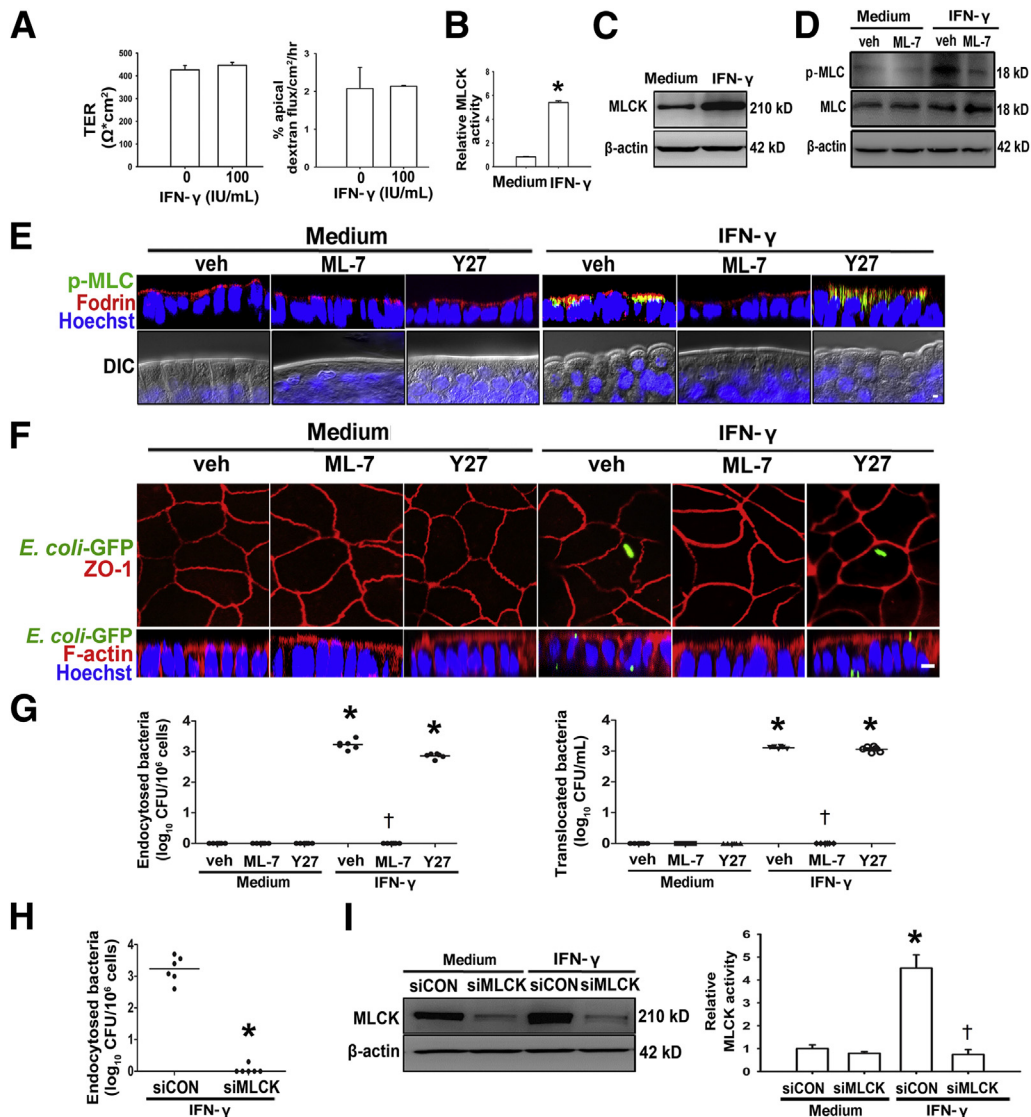 A
TER
(Ω*cm2)
500
400
300
200
100
0
0
100
IFN-γ (IU/mL)
% apical
dextran flux/cm²/hr
3
2
1
0
0
100
IFN-γ (IU/mL)
B
Relative MLCK
activity
8
6
4
2
0
*
Medium IFN-γ
C
Medium IFN-γ
MLCK 210 kD
β-actin 42 kD
D
Medium IFN-γ
veh ML-7 veh ML-7
p-MLC 18 kD
MLC 18 kD
β-actin 42 kD
E
Medium IFN-γ
veh ML-7 Y27 veh ML-7 Y27
p-MLC
Fodrin
Hoechst
DIC
F
Medium IFN-γ
veh ML-7 Y27 veh ML-7 Y27
E. coli-GFP
ZO-1
E. coli-GFP
F-actin
Hoechst
G
Endocytosed bacteria
(log₁₀ CFU/10⁶ cells)
4
3
2
1
0
* † *
veh ML-7 Y27 veh ML-7 Y27
Medium IFN-γ
Translocated bacteria
(log₁₀ CFU/mL)
4
3
2
1
0
* † *
veh ML-7 Y27 veh ML-7 Y27
Medium IFN-γ
H
Endocytosed bacteria
(log₁₀ CFU/10⁶ cells)
4
3
2
1
0
*
siCON siMLCK
IFN-γ
I
Medium IFN-γ
siCON siMLCK siCON siMLCK
MLCK 210 kD
β-actin 42 kD
Relative
MLCK activity
6
5
4
3
2
1
0
* †
siCON siMLCK siCON siMLCK
Medium IFN-γ